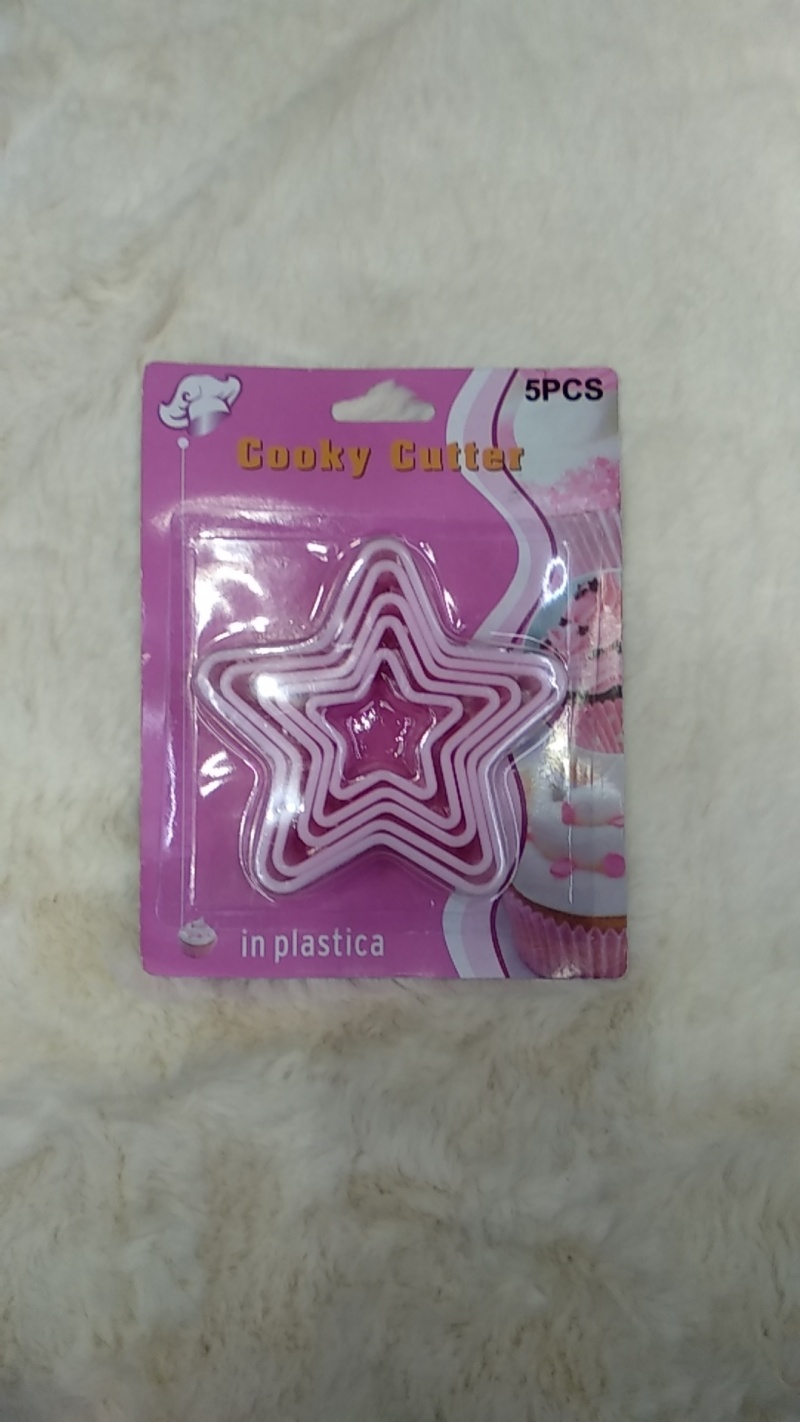 5PCS
Cooky Cutter
in plastica